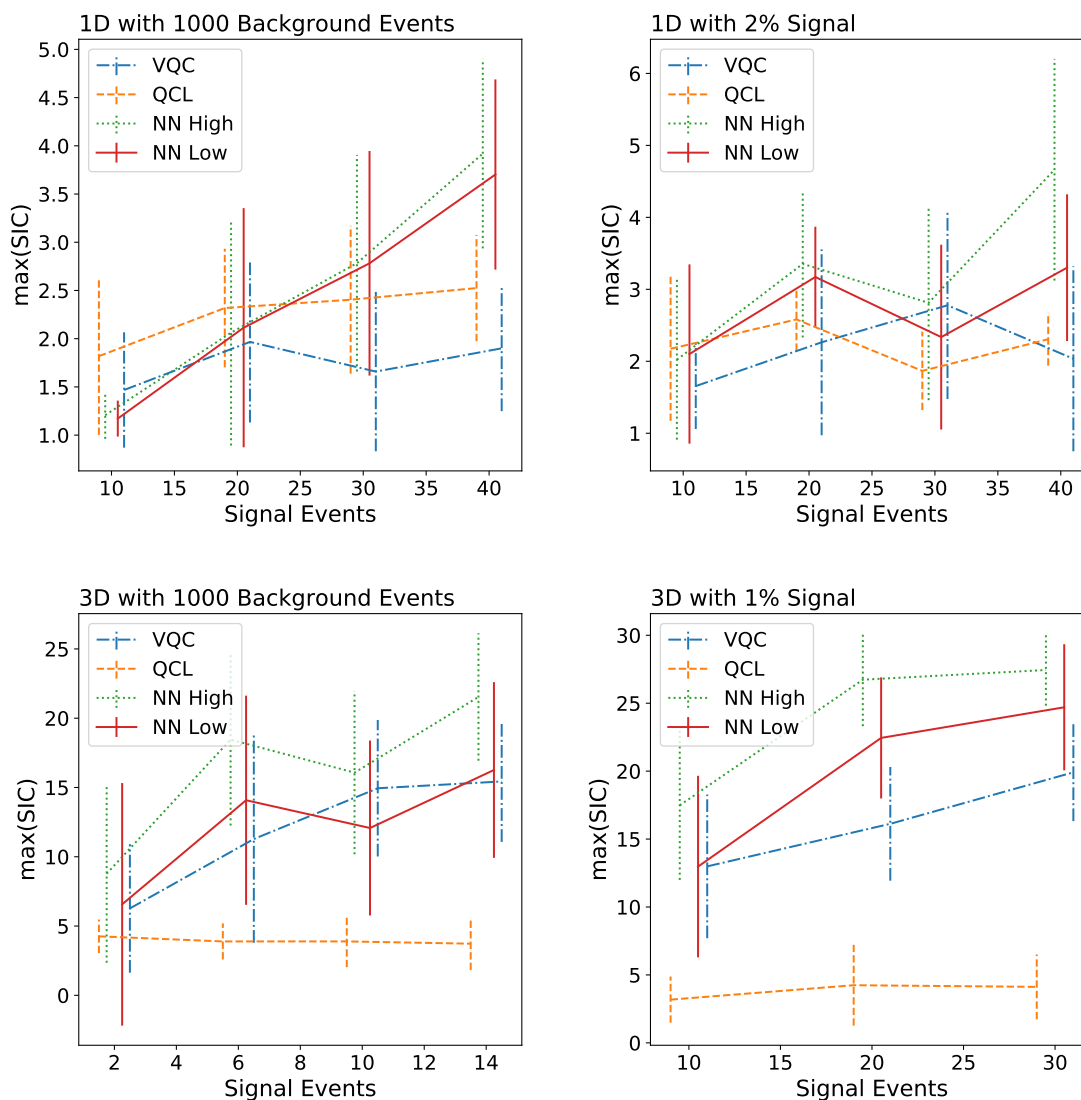 1D with 1000 Background Events
VQC
QCL
NN High
NN Low
max(SIC)
5.0
4.5
4.0
3.5
3.0
2.5
2.0
1.5
1.0
10 15 20 25 30 35 40
Signal Events
1D with 2% Signal
VQC
QCL
NN High
NN Low
max(SIC)
6
5
4
3
2
1
10 15 20 25 30 35 40
Signal Events
3D with 1000 Background Events
VQC
QCL
NN High
NN Low
max(SIC)
25
20
15
10
5
0
2 4 6 8 10 12 14
Signal Events
3D with 1% Signal
VQC
QCL
NN High
NN Low
max(SIC)
30
25
20
15
10
5
0
10 15 20 25 30
Signal Events